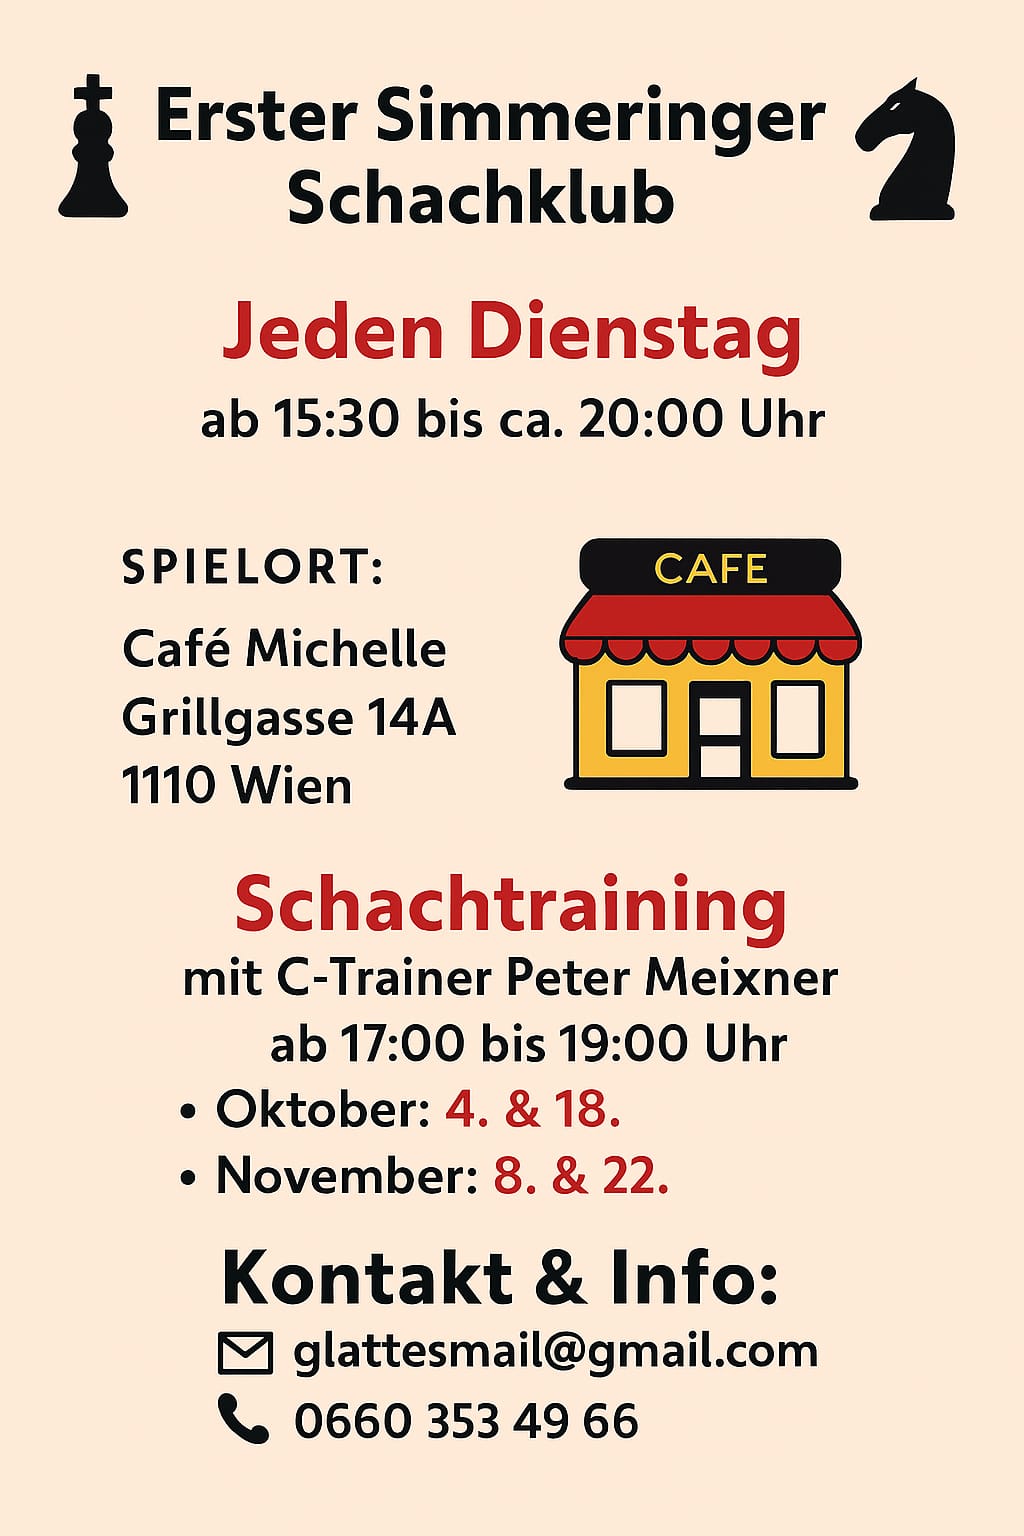 Erster Simmeringer
Schachklub
Jeden Dienstag
ab 15:30 bis ca. 20:00 Uhr
SPIELORT:
Café Michelle
Grillgasse 14A
1110 Wien
CAFE
Schachtraining
mit C-Trainer Peter Meixner
ab 17:00 bis 19:00 Uhr
• Oktober: 4. & 18.
• November: 8. & 22.
Kontakt & Info:
glattesmail@gmail.com
0660 353 49 66